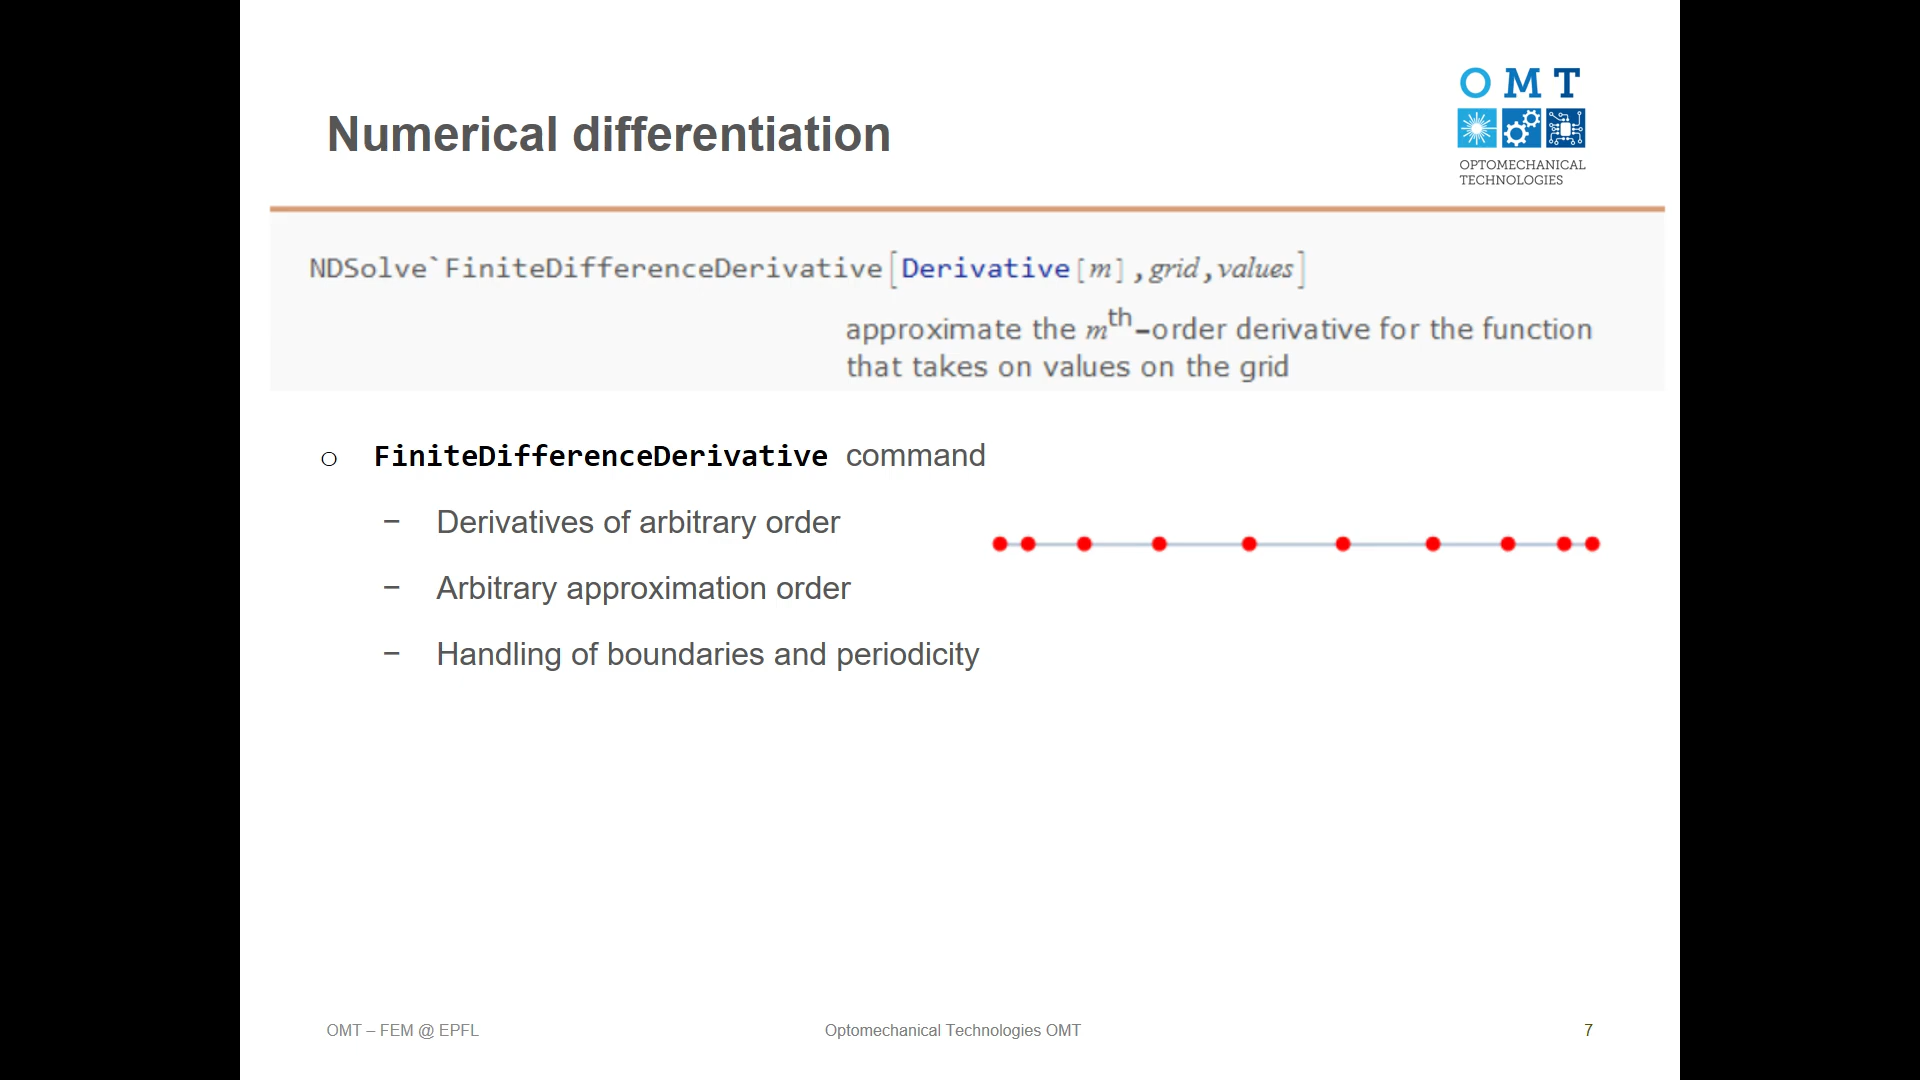 O M T
OPTOMECHANICAL
TECHNOLOGIES
Numerical differentiation
NDSolve`FiniteDifferenceDerivative[Derivative[m],grid,values]
approximate the mth-order derivative for the function
that takes on values on the grid
○ FiniteDifferenceDerivative command
− Derivatives of arbitrary order
− Arbitrary approximation order
− Handling of boundaries and periodicity
OMT – FEM @ EPFL
Optomechanical Technologies OMT
7